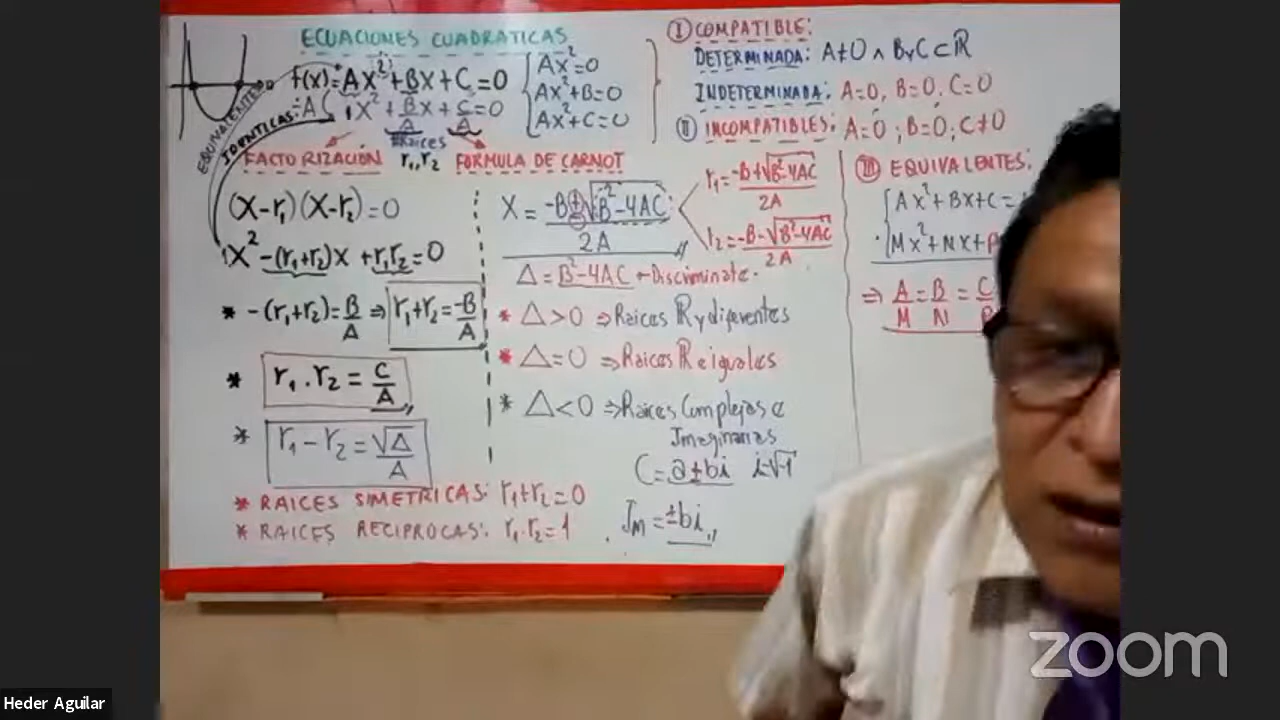 ECUACIONES CUADRATICAS
f(x)=Ax²+Bx+C=0
EQUIVALENTES
IDENTICAS: A(1x²+B/A x+C/A=0
Ax²=0
Ax²+B=0
Ax²+C=0
Raices
r₁,r₂
FACTORIZACIÓN
(x-r₁)(x-r₂)=0
1x²-(r₁+r₂)x+r₁r₂=0
* -(r₁+r₂)=B/A ⇒ r₁+r₂=-B/A
* r₁.r₂=C/A
* r₁-r₂=√Δ/A
* RAICES SIMETRICAS: r₁+r₂=0
* RAICES RECIPROCAS: r₁.r₂=1
FORMULA DE CARNOT
X=-B±√B²-4AC/2A
r₁=-B+√B²-4AC/2A
r₂=-B-√B²-4AC/2A
Δ=B²-4AC←Discriminate.
* Δ>0 ⇒Raices R y diferentes
* Δ=0 ⇒Raices R e iguales
* Δ<0 ⇒Raices Complejas e
Imaginarias
C=a±bi i=√-1
Im=±bi
I COMPATIBLE:
DETERMINADA: A≠0 ∧ B y C ⊂ R
INDETERMINADA: A=0, B=0, C=0
II INCOMPATIBLES: A=0; B=0; C≠0
III EQUIVALENTES:
Ax²+Bx+C=
Mx²+Nx+P
⇒ A/M=B/N=C/P
zoom
Heder Aguilar